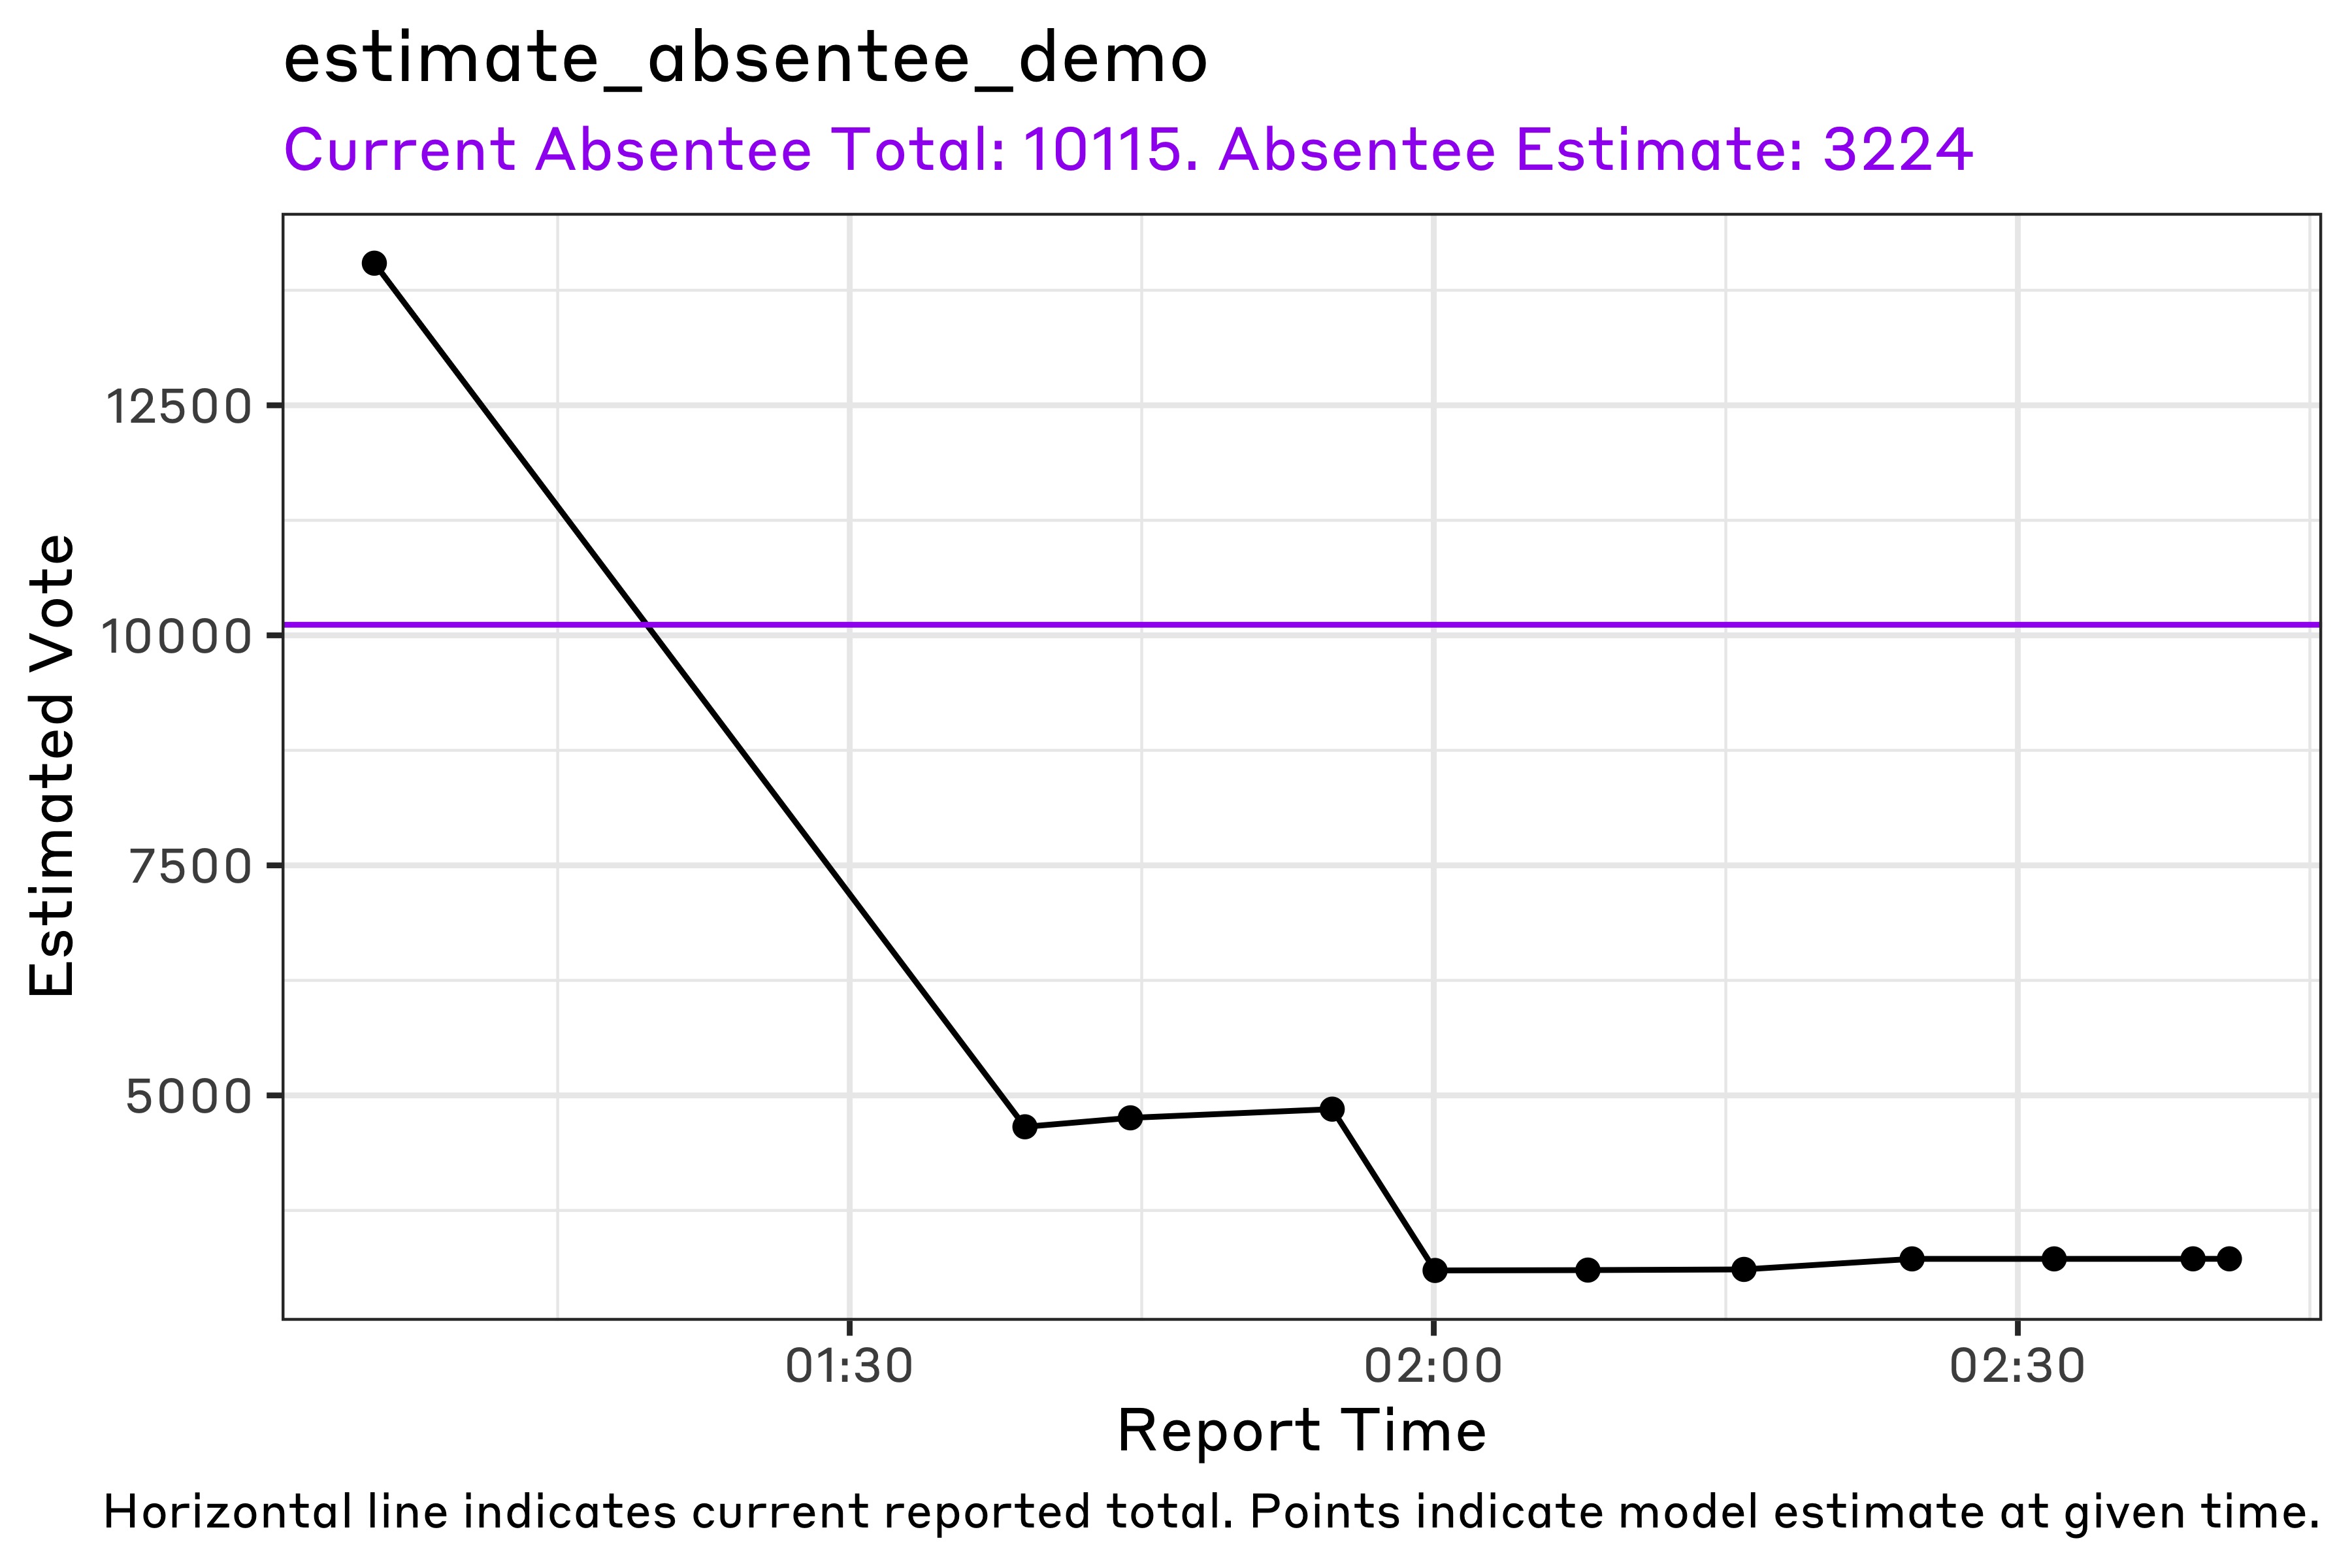 estimate_absentee_demo
Current Absentee Total: 10115. Absentee Estimate: 3224
Estimated Vote
12500
10000
7500
5000
01:30 02:00 02:30
Report Time
Horizontal line indicates current reported total. Points indicate model estimate at given time.